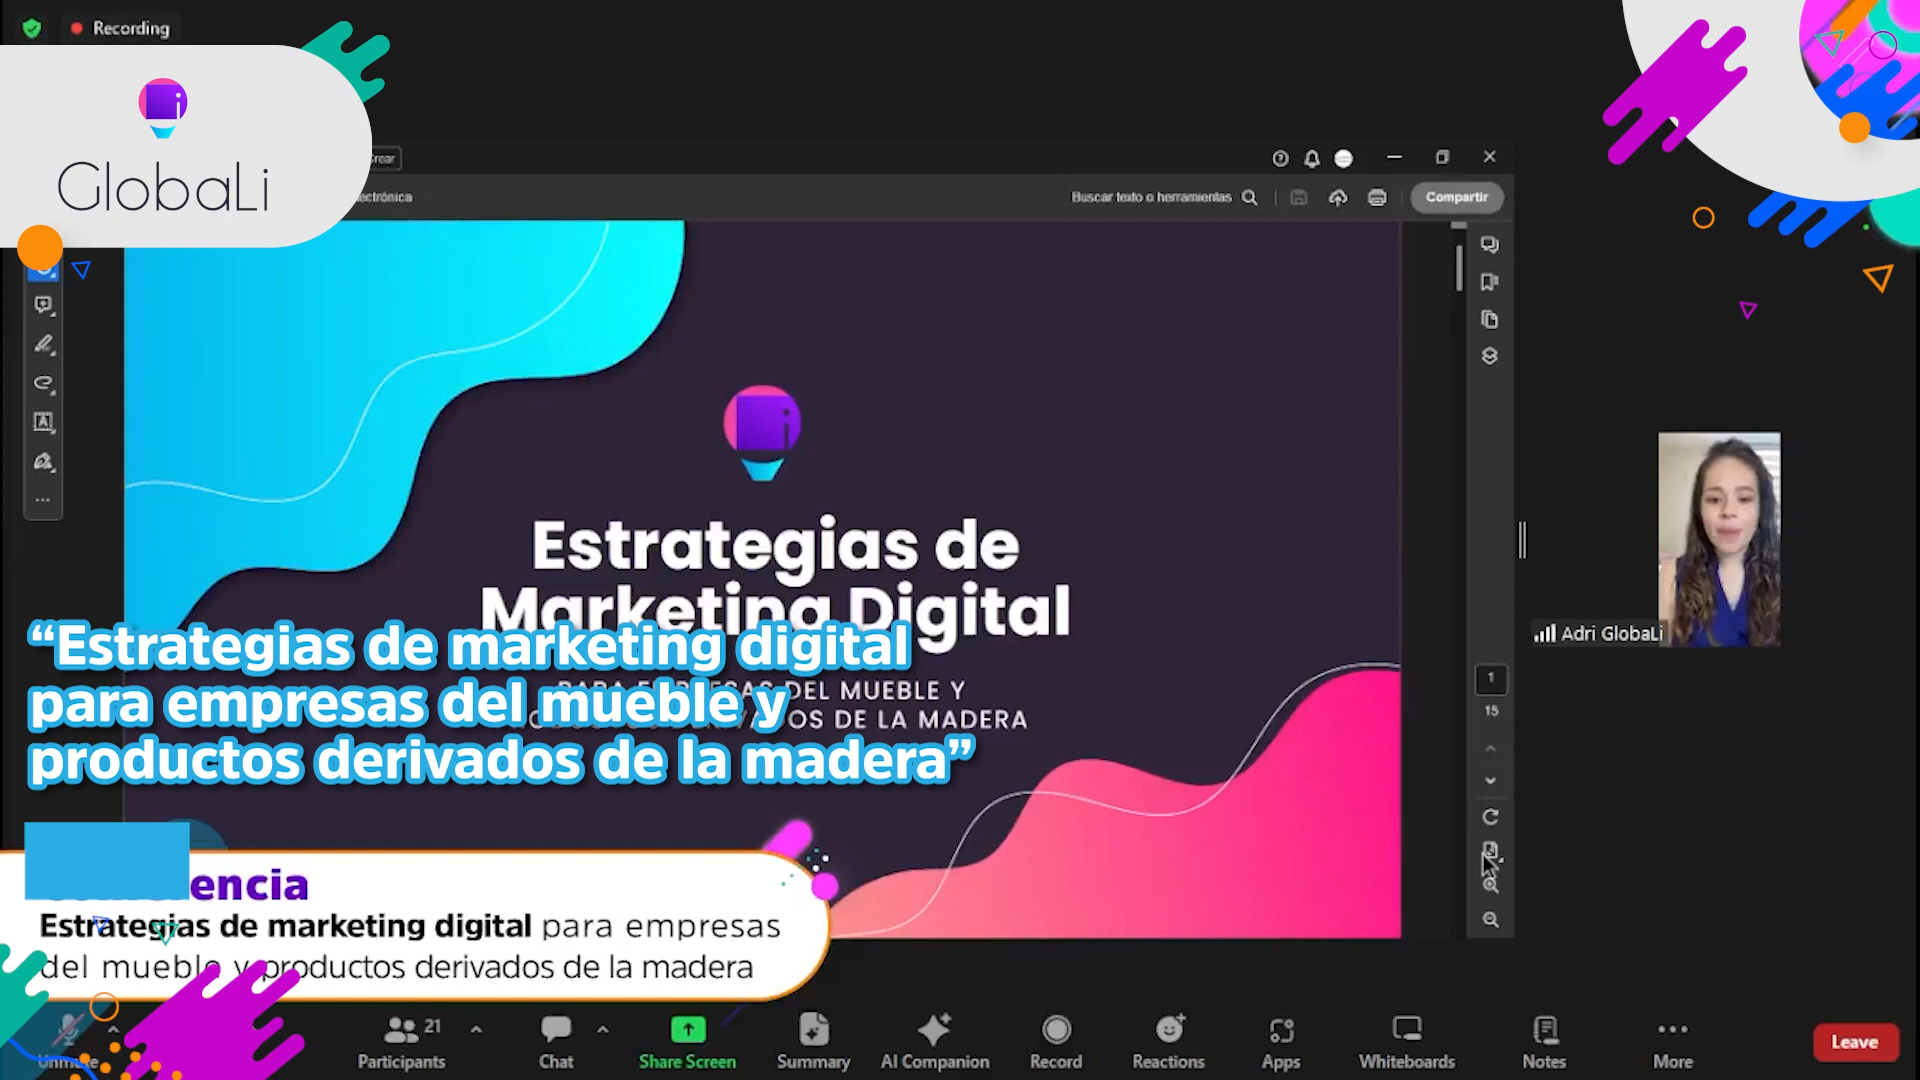 Recording
GlobaLi
Crear
ectrónica
Buscar texto o herramientas
Compartir
Estrategias de
Marketing Digital
DEL MUEBLE Y
DE LA MADERA
“Estrategias de marketing digital
para empresas del mueble y
productos derivados de la madera”
1
15
Adri GlobaLi
encia
Estrategias de marketing digital para empresas
del mueble y productos derivados de la madera
Unmute
21
Participants
Chat
Share Screen
Summary
AI Companion
Record
Reactions
Apps
Whiteboards
Notes
More
Leave